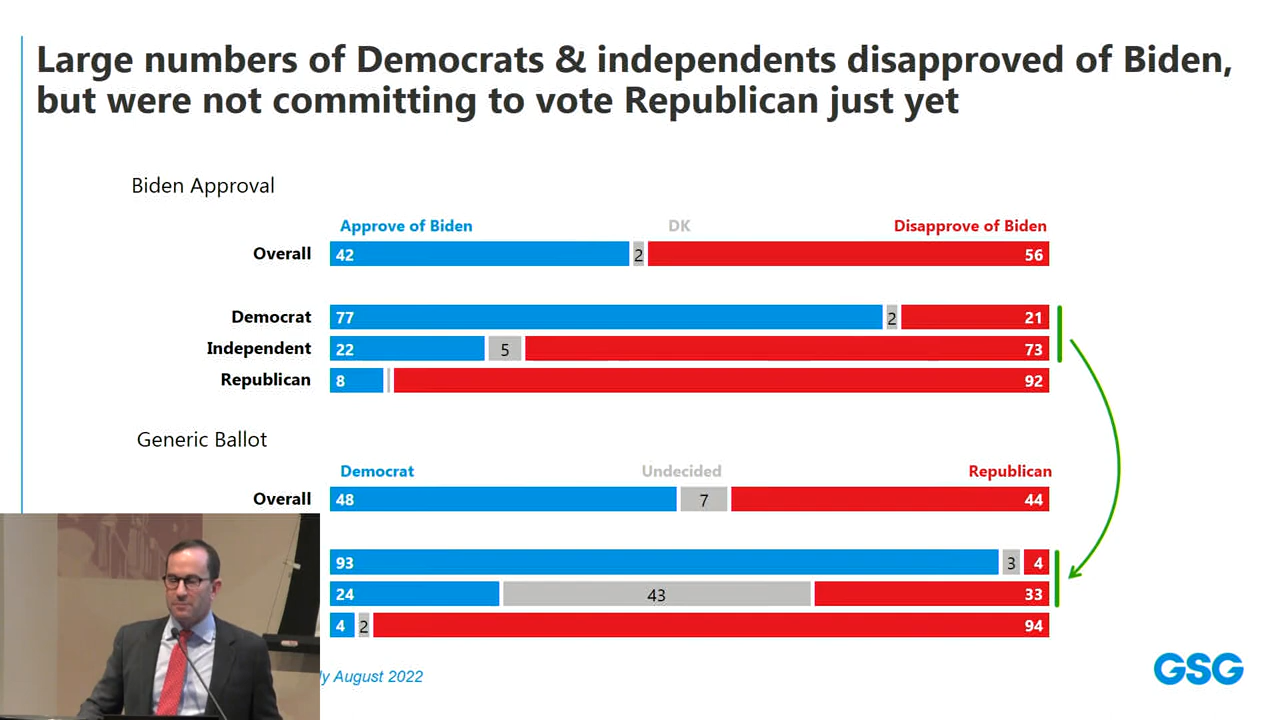 Large numbers of Democrats & independents disapproved of Biden,
but were not committing to vote Republican just yet
Biden Approval
Approve of Biden DK Disapprove of Biden
Overall 42 2 56
Democrat 77 2 21
Independent 22 5 73
Republican 8 92
Generic Ballot
Democrat Undecided Republican
Overall 48 7 44
93 3 4
24 43 33
4 2 94
August 2022
GSG